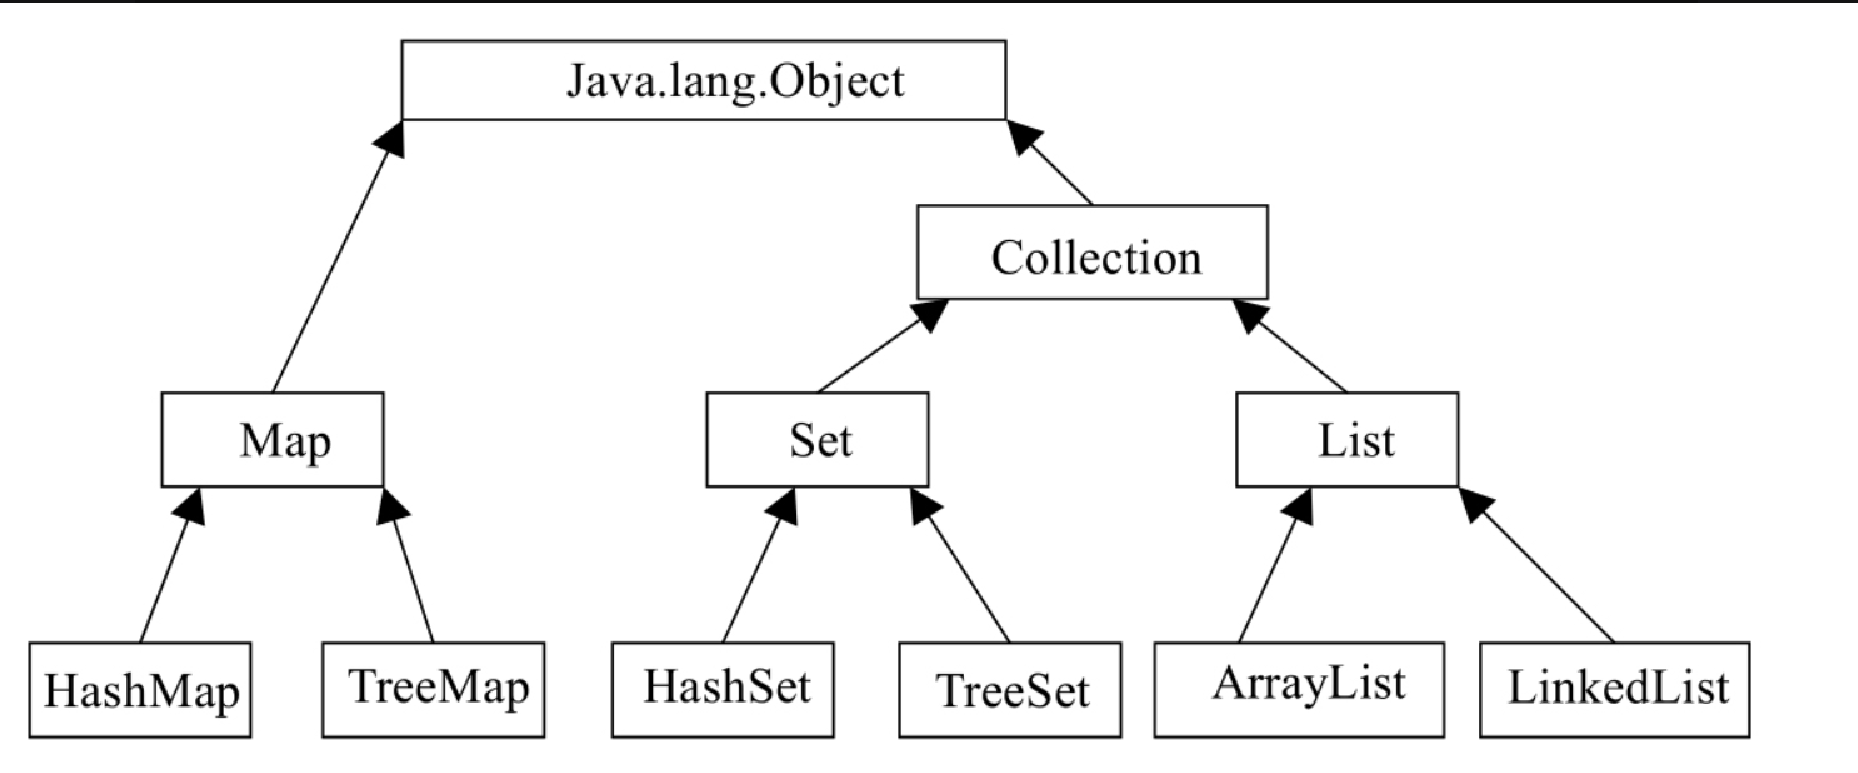 Java.lang.Object
Collection
Map
Set
List
HashMap
TreeMap
HashSet
TreeSet
ArrayList
LinkedList